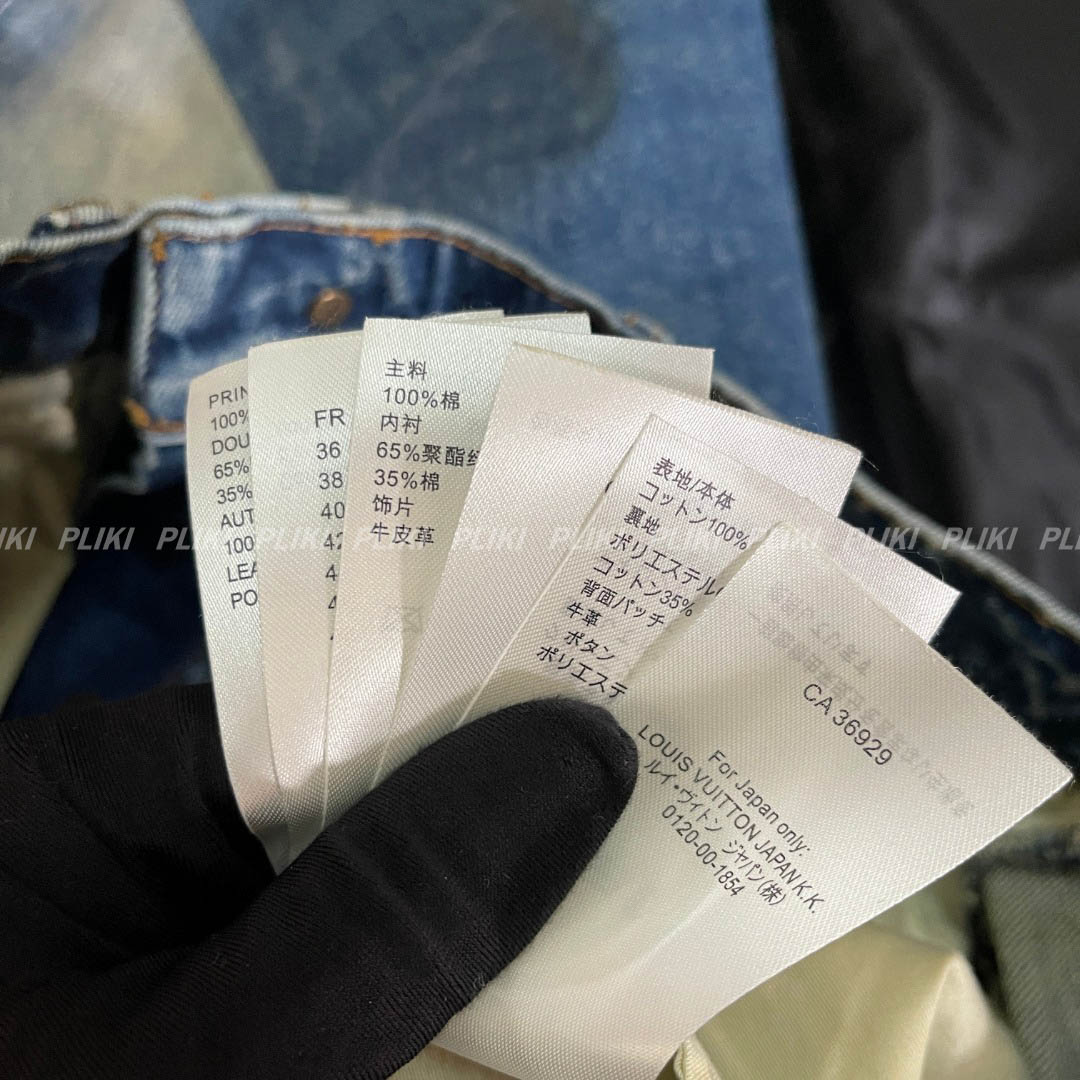 PRIN
100%
DOU
65%
35%
AUT
100
LEA
PO
FR
36
38
40
42
4
4
主料
100%棉
内衬
65%聚酯纤
35%棉
饰片
牛皮革
表地/本体
コットン100%
裏地
ポリエステル
コットン35%
背面パッチ
牛革
ボタン
ポリエステ
CA 36929
For Japan only:
LOUIS VUITTON JAPAN K.K.
ルイ・ヴィトン ジャパン(株)
0120-00-1854
IKI PLIKI PLIKI PLIKI PLIKI PLIKI PLIKI PLIKI PLIKI PLIKI PLIKI PL